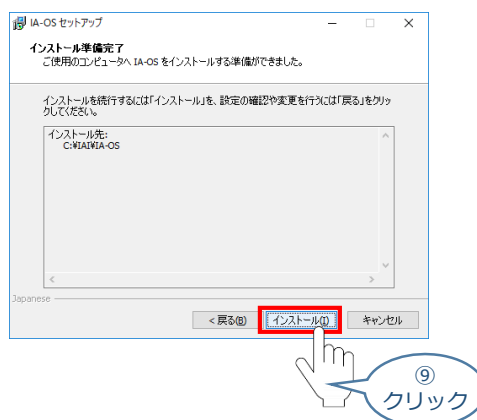 IA-OS セットアップ
インストール準備完了
ご使用のコンピュータへ IA-OS をインストールする準備ができました。
インストールを続行するには「インストール」を、設定の確認や変更を行うには「戻る」をクリッ
クしてください。
インストール先:
C:¥IAI¥IA-OS
Japanese
< 戻る(B)
インストール(I)
キャンセル
⑨
クリック